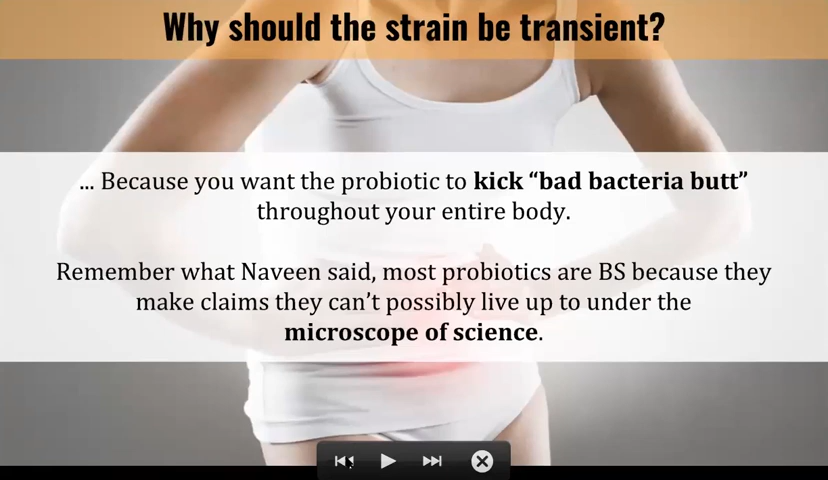 Why should the strain be transient?
... Because you want the probiotic to kick “bad bacteria butt”
throughout your entire body.
Remember what Naveen said, most probiotics are BS because they
make claims they can’t possibly live up to under the
microscope of science.